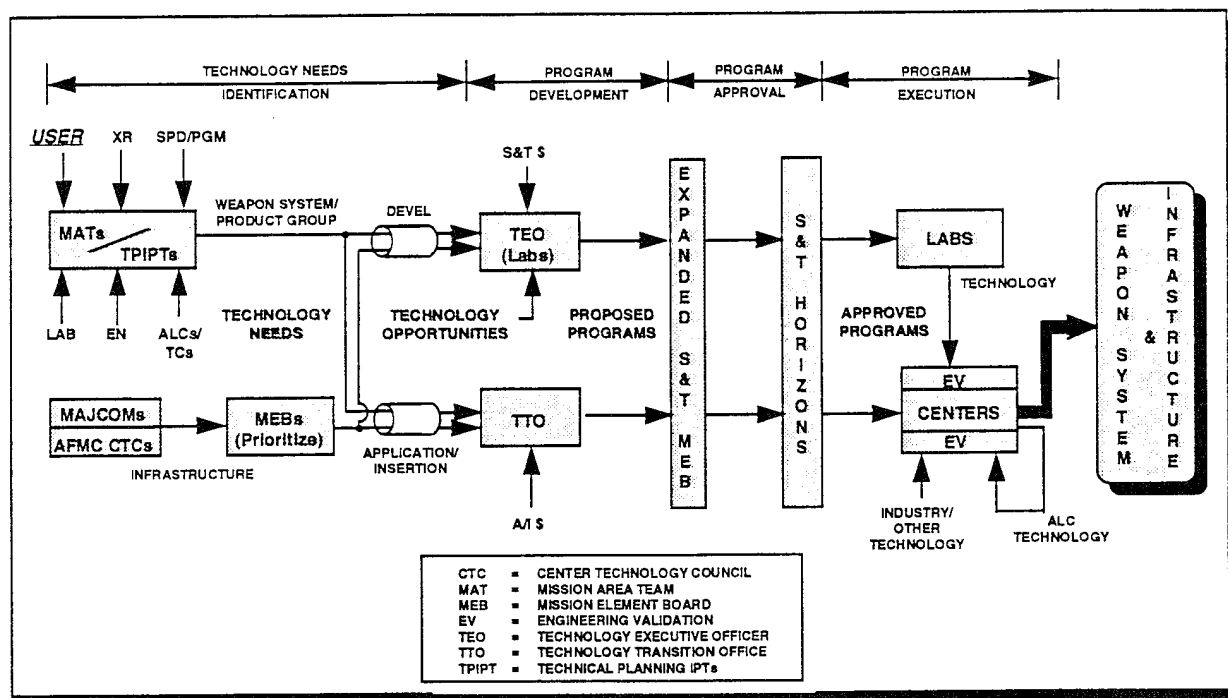 TECHNOLOGY NEEDS
IDENTIFICATION
PROGRAM
DEVELOPMENT
PROGRAM
APPROVAL
PROGRAM
EXECUTION
USER
XR
SPD/PGM
MATs
TPIPTs
LAB
EN
ALCs/
TCs
WEAPON SYSTEM/
PRODUCT GROUP
DEVEL
TECHNOLOGY
NEEDS
S&T $
TEO
(Labs)
TECHNOLOGY
OPPORTUNITIES
PROPOSED
PROGRAMS
EXPANDED S&T MEB
S&T HORIZONS
LABS
TECHNOLOGY
APPROVED
PROGRAMS
EV
CENTERS
EV
INDUSTRY/
OTHER
TECHNOLOGY
ALC
TECHNOLOGY
WEAPON SYSTEM
&
INFRASTRUCTURE
MAJCOMs
AFMC CTCs
INFRASTRUCTURE
MEBs
(Prioritize)
APPLICATION/
INSERTION
TTO
A/I $
CTC = CENTER TECHNOLOGY COUNCIL
MAT = MISSION AREA TEAM
MEB = MISSION ELEMENT BOARD
EV = ENGINEERING VALIDATION
TEO = TECHNOLOGY EXECUTIVE OFFICER
TTO = TECHNOLOGY TRANSITION OFFICE
TPIPT = TECHNICAL PLANNING IPTs